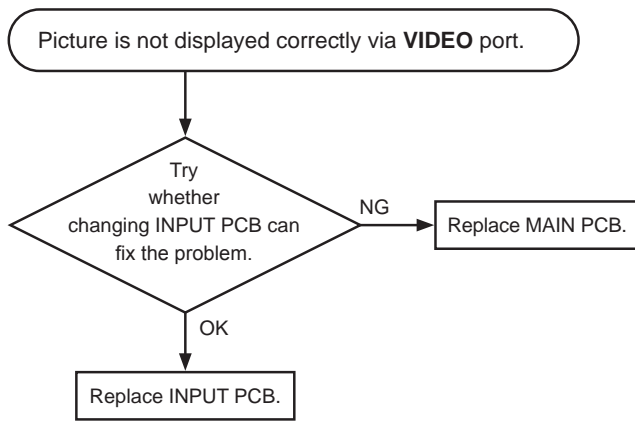 Picture is not displayed correctly via VIDEO port.
Try
whether
changing INPUT PCB can
fix the problem.
NG
Replace MAIN PCB.
OK
Replace INPUT PCB.